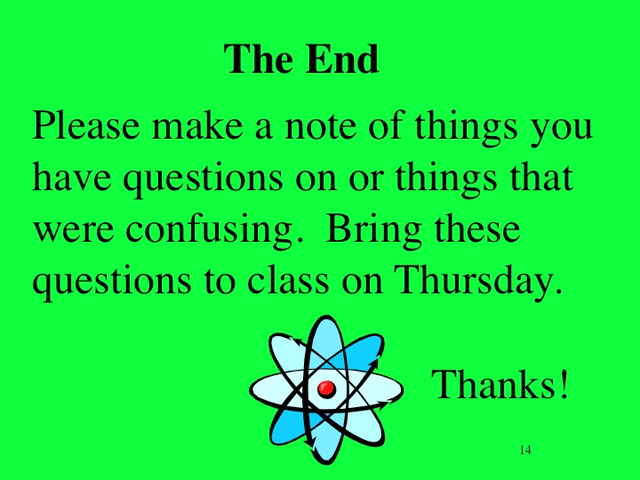 The End
Please make a note of things you
have questions on or things that
were confusing.  Bring these
questions to class on Thursday.
Thanks!
14